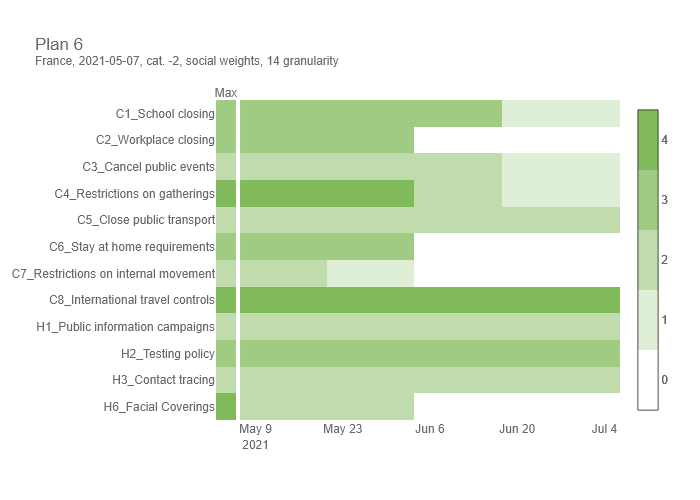 Plan 6
France, 2021-05-07, cat. -2, social weights, 14 granularity
Max
C1_School closing
C2_Workplace closing
C3_Cancel public events
C4_Restrictions on gatherings
C5_Close public transport
C6_Stay at home requirements
C7_Restrictions on internal movement
C8_International travel controls
H1_Public information campaigns
H2_Testing policy
H3_Contact tracing
H6_Facial Coverings
May 9 May 23 Jun 6 Jun 20 Jul 4
2021
4
3
2
1
0